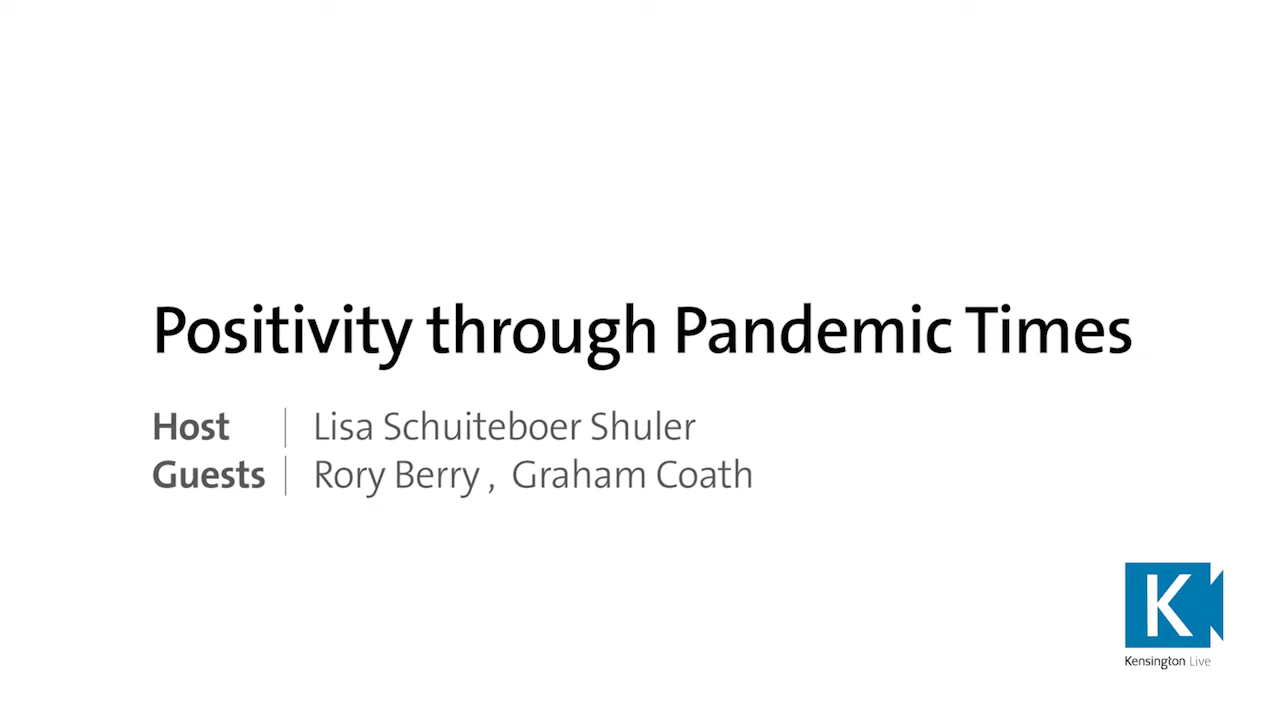 Positivity through Pandemic Times
Host | Lisa Schuiteboer Shuler
Guests | Rory Berry , Graham Coath
K
Kensington Live